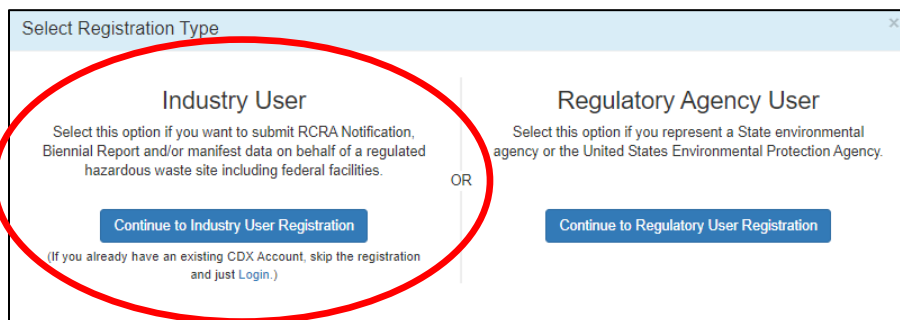 Select Registration Type
×
Industry User
Select this option if you want to submit RCRA Notification,
Biennial Report and/or manifest data on behalf of a regulated
hazardous waste site including federal facilities.
Continue to Industry User Registration
(If you already have an existing CDX Account, skip the registration
and just Login.)
OR
Regulatory Agency User
Select this option if you represent a State environmental
agency or the United States Environmental Protection Agency.
Continue to Regulatory User Registration